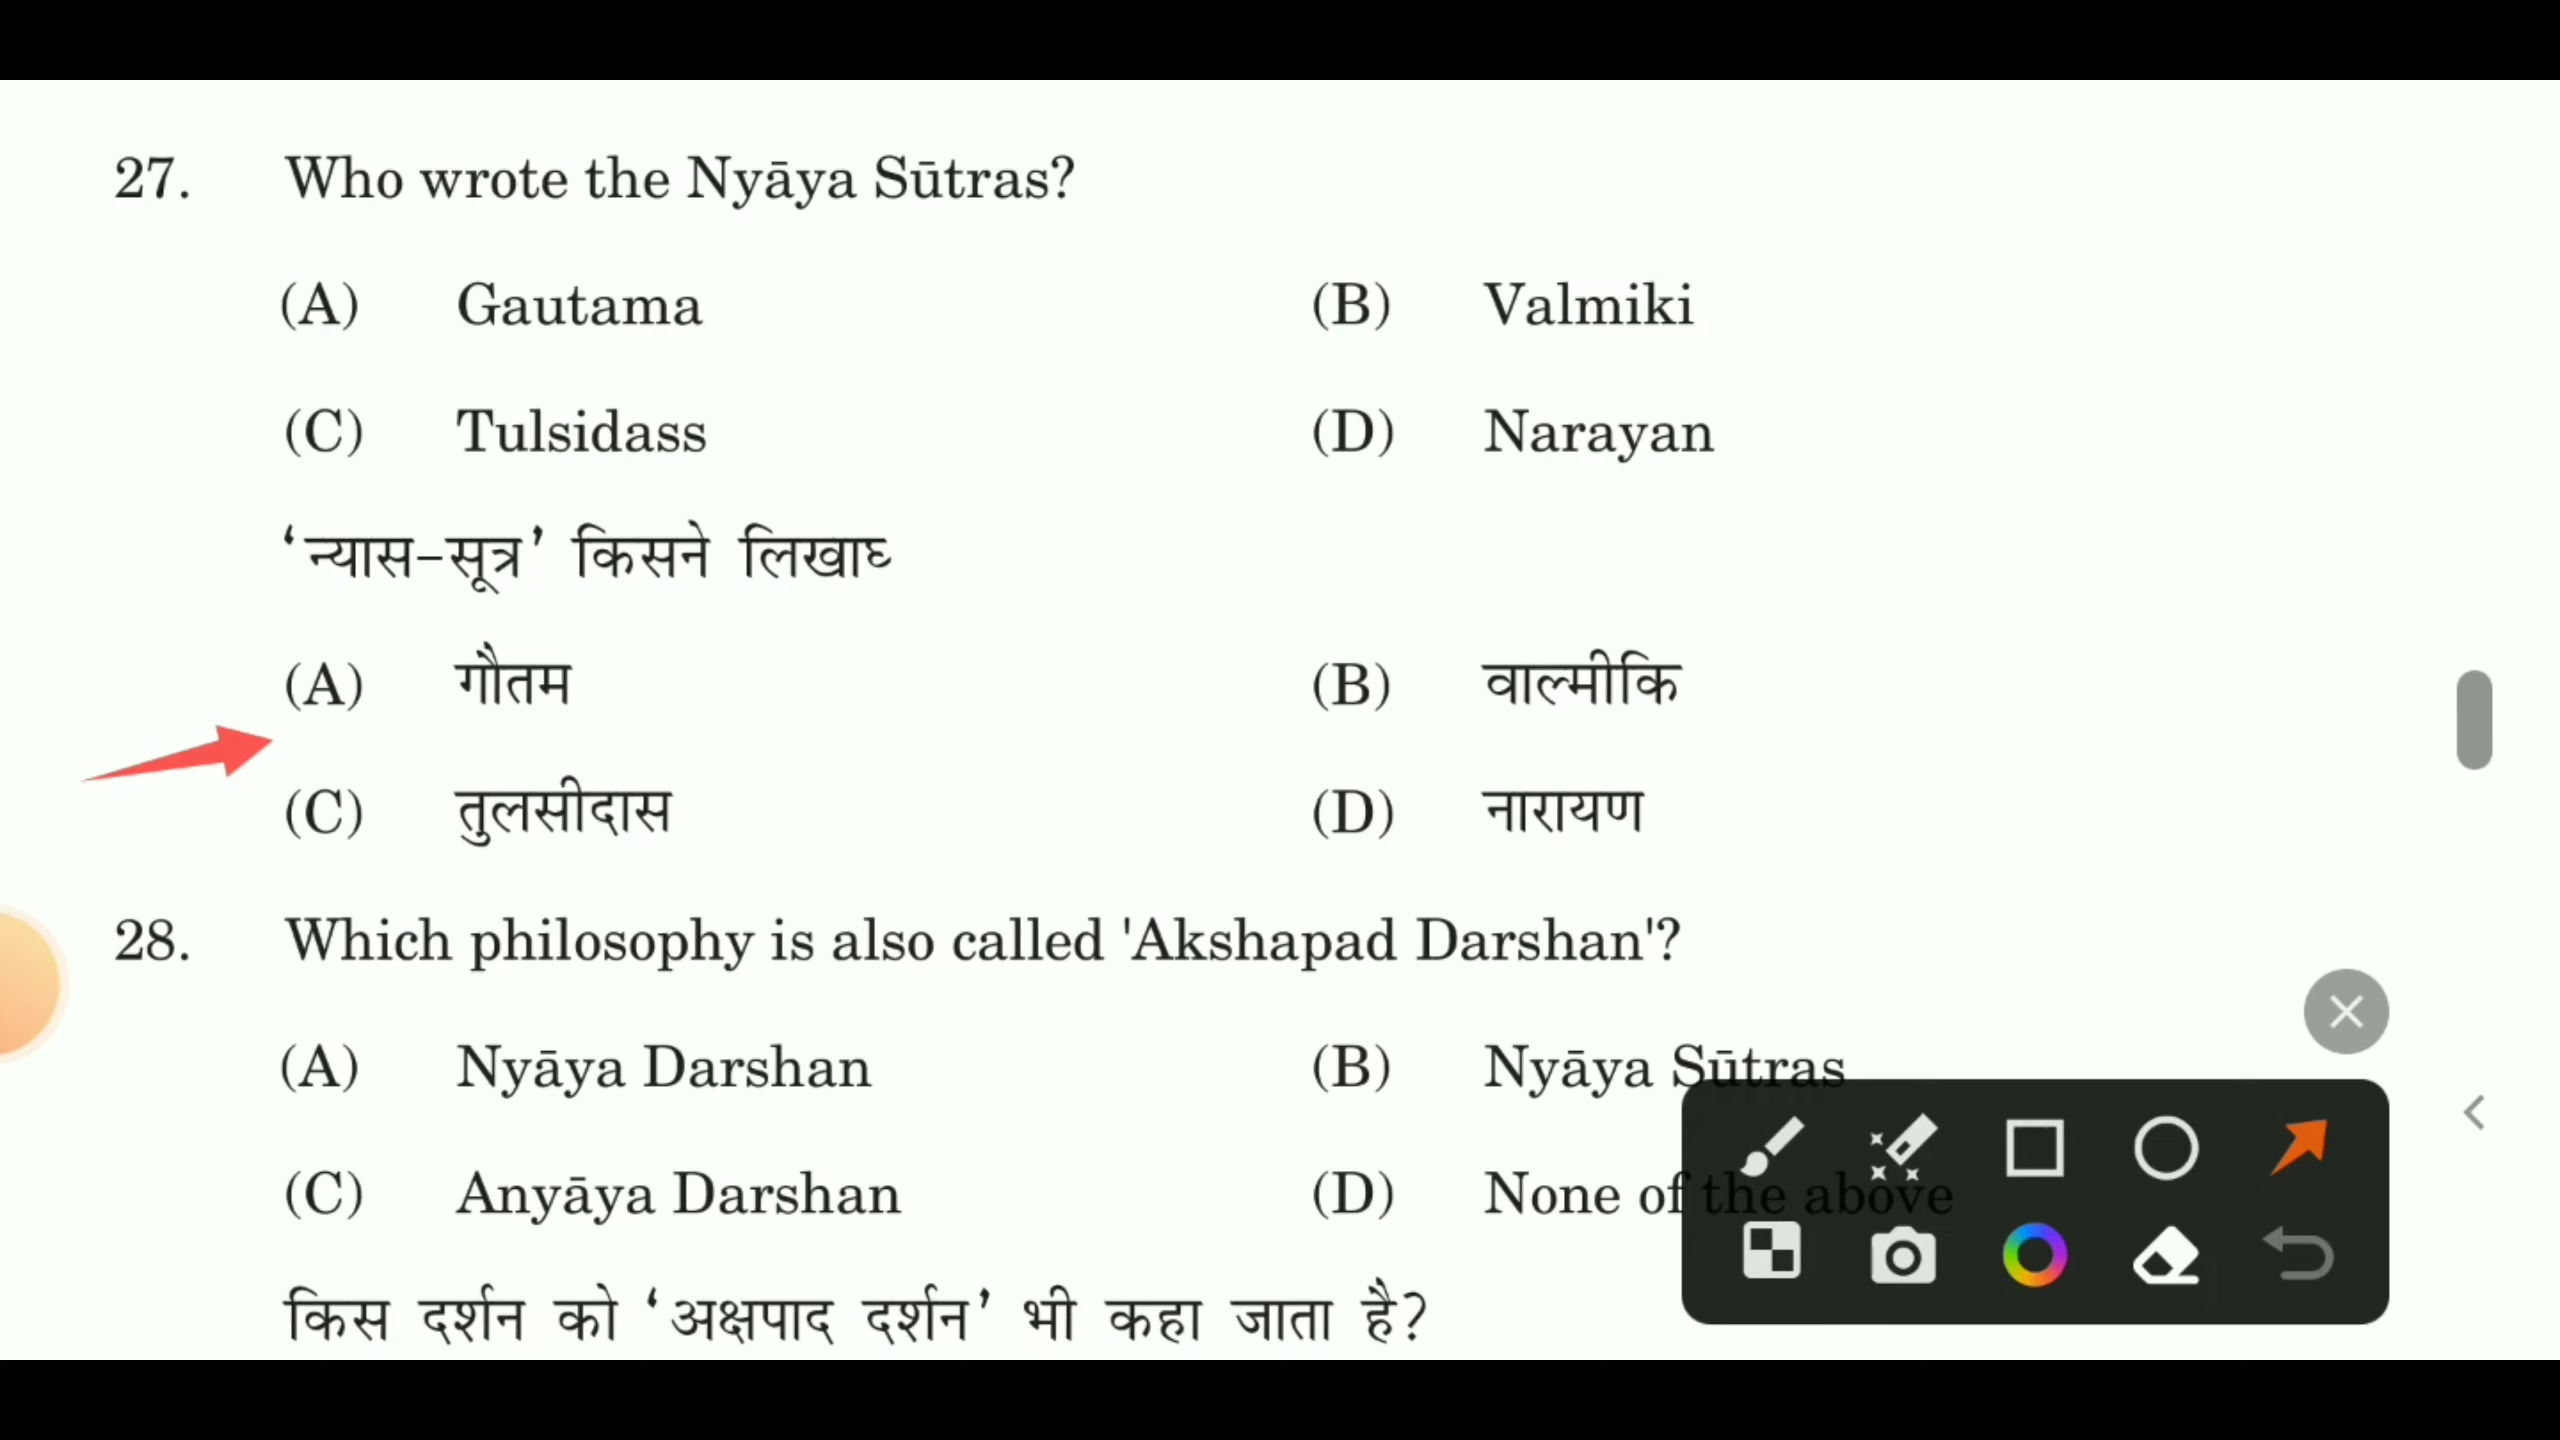 27. Who wrote the Nyāya Sūtras?
(A) Gautama (B) Valmiki
(C) Tulsidass (D) Narayan
‘न्यास-सूत्र’ किसने लिखाघ्
(A) गौतम (B) वाल्मीकि
(C) तुलसीदास (D) नारायण
28. Which philosophy is also called 'Akshapad Darshan'?
(A) Nyāya Darshan (B) Nyāya Sūtras
(C) Anyāya Darshan (D) None of the above
किस दर्शन को ‘अक्षपाद दर्शन’ भी कहा जाता है?